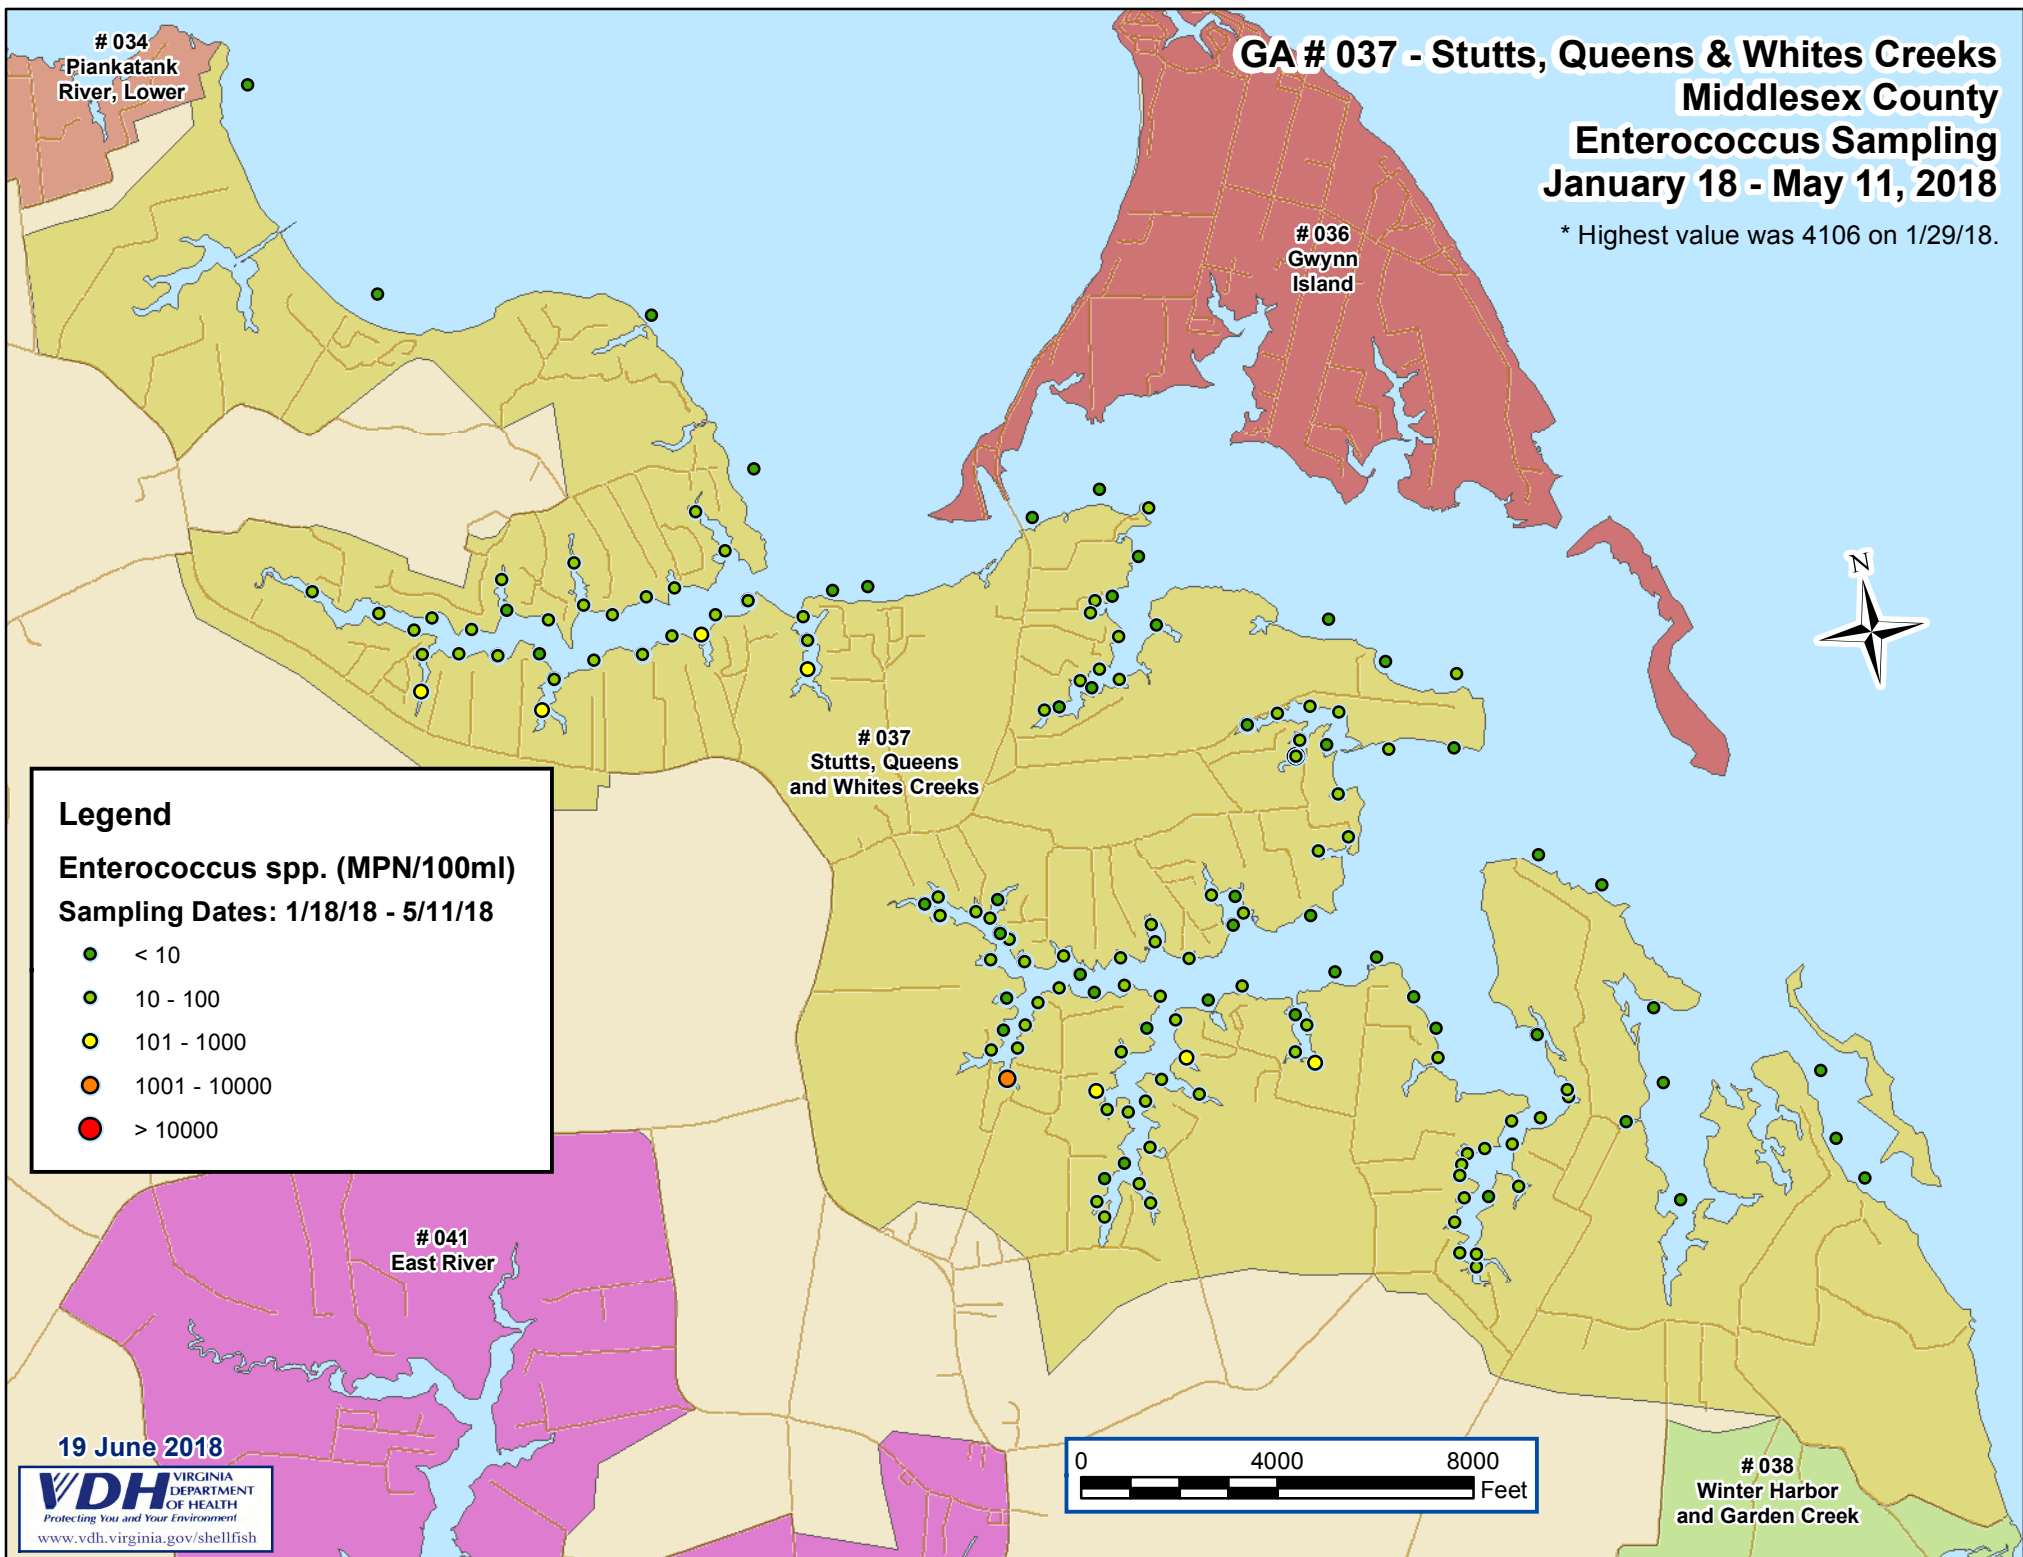 GA # 037 - Stutts, Queens & Whites Creeks
Middlesex County
Enterococcus Sampling
January 18 - May 11, 2018
* Highest value was 4106 on 1/29/18.
# 034
Piankatank
River, Lower
# 036
Gwynn
Island
N
# 037
Stutts, Queens
and Whites Creeks
Legend
Enterococcus spp. (MPN/100ml)
Sampling Dates: 1/18/18 - 5/11/18
< 10
10 - 100
101 - 1000
1001 - 10000
> 10000
# 041
East River
19 June 2018
VDH VIRGINIA
DEPARTMENT
OF HEALTH
Protecting You and Your Environment
www.vdh.virginia.gov/shellfish
0 4000 8000
Feet
# 038
Winter Harbor
and Garden Creek